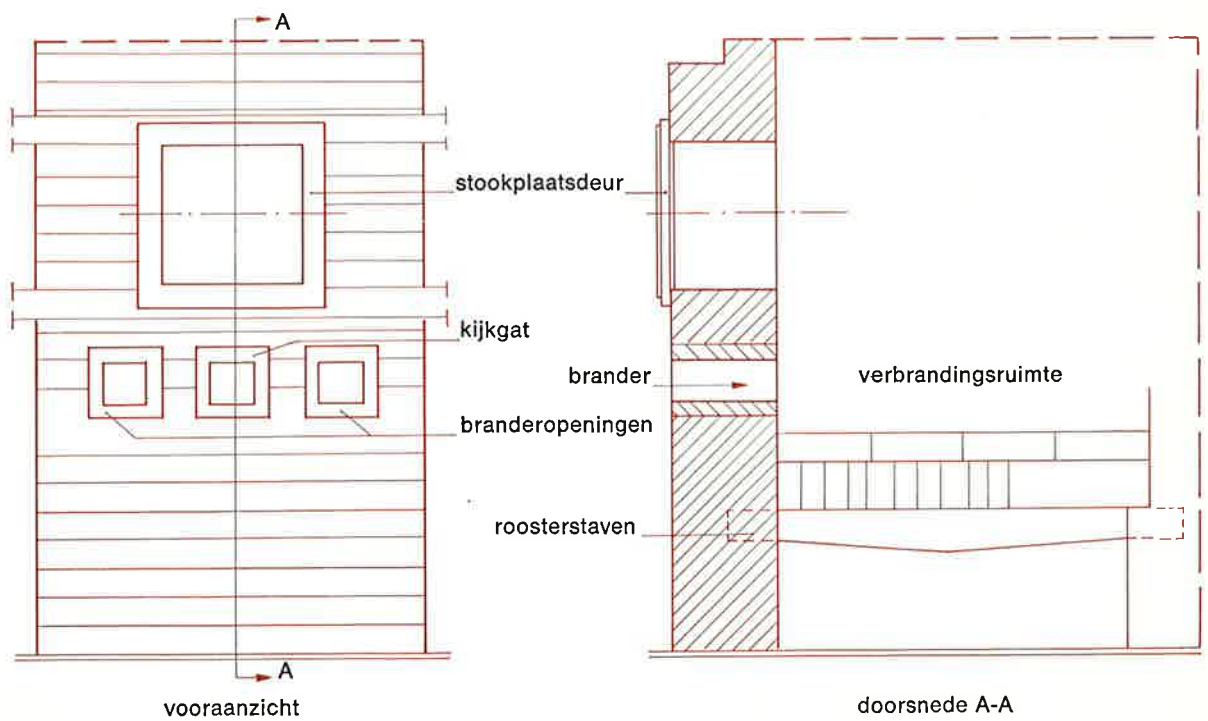 A
stookplaatsdeur
kijkgat
brander
verbrandingsruimte
branderopeningen
roosterstaven
A
vooraanzicht
doorsnede A-A